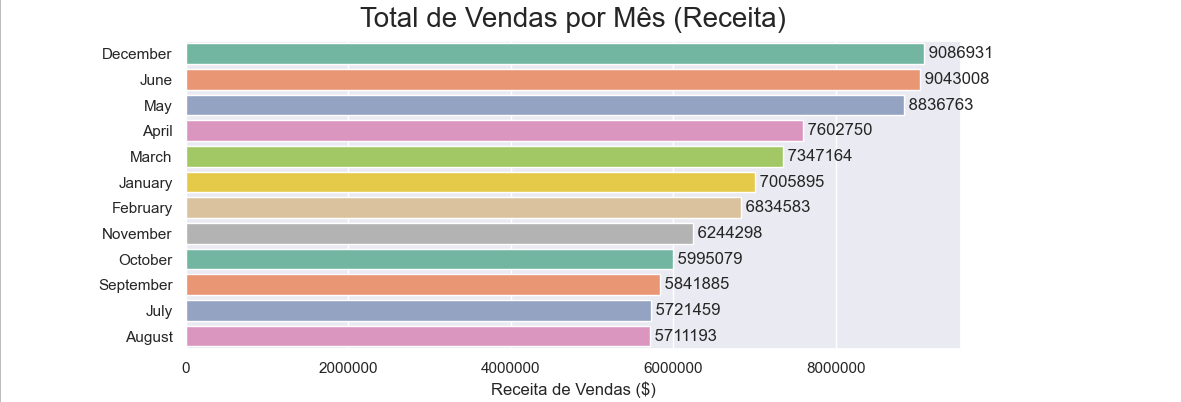 Total de Vendas por Mês (Receita)
December 9086931
June 9043008
May 8836763
April 7602750
March 7347164
January 7005895
February 6834583
November 6244298
October 5995079
September 5841885
July 5721459
August 5711193
0 2000000 4000000 6000000 8000000
Receita de Vendas ($)